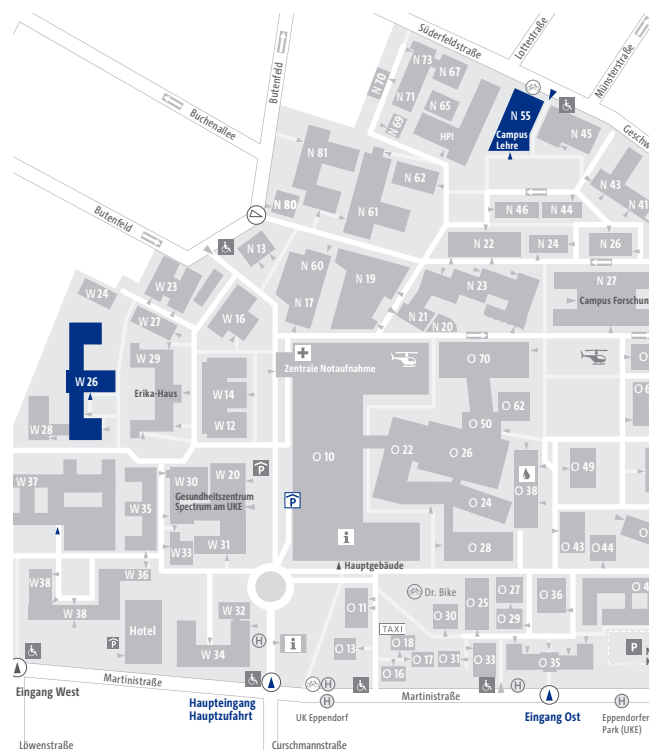 Süderfeldstraße
Lottestraße
Münsterstraße
Butenfeld
Buchenallee
Butenfeld
N 73
N 67
N 70
N 71
N 65
N 69
HPI
N 55
Campus
Lehre
N 45
Geschw
N 81
N 62
N 43
N 41
N 80
N 61
N 46
N 44
N 13
N 22
N 24
N 26
N 60
N 19
N 17
N 23
N 27
Campus Forschun
N 21
N 20
W 24
W 23
W 27
W 16
W 29
W 26
Erika-Haus
W 14
W 12
W 28
Zentrale Notaufnahme
O 70
O 62
O 50
O 22
O 26
O 10
O 24
O 38
O 49
O
O 6
W 37
W 30
W 20
Gesundheitszentrum
Spectrum am UKE
W 35
W 33
W 31
P
P
i
O 28
O 43
O 44
O
Hauptgebäude
W38
W 36
W 38
Hotel
P
W 32
W 34
H
i
O 11
O 13
Dr. Bike
TAXI
O 18
O 16
O 17
O 30
O 31
O 25
O 33
O 27
O 29
O 36
O 35
O 4
P
N
K
Eingang West
Martinistraße
Haupteingang
Hauptzufahrt
H
H
UK Eppendorf
Martinistraße
H
Eingang Ost
H
Eppendorfer
Park (UKE)
Löwenstraße
Curschmannstraße